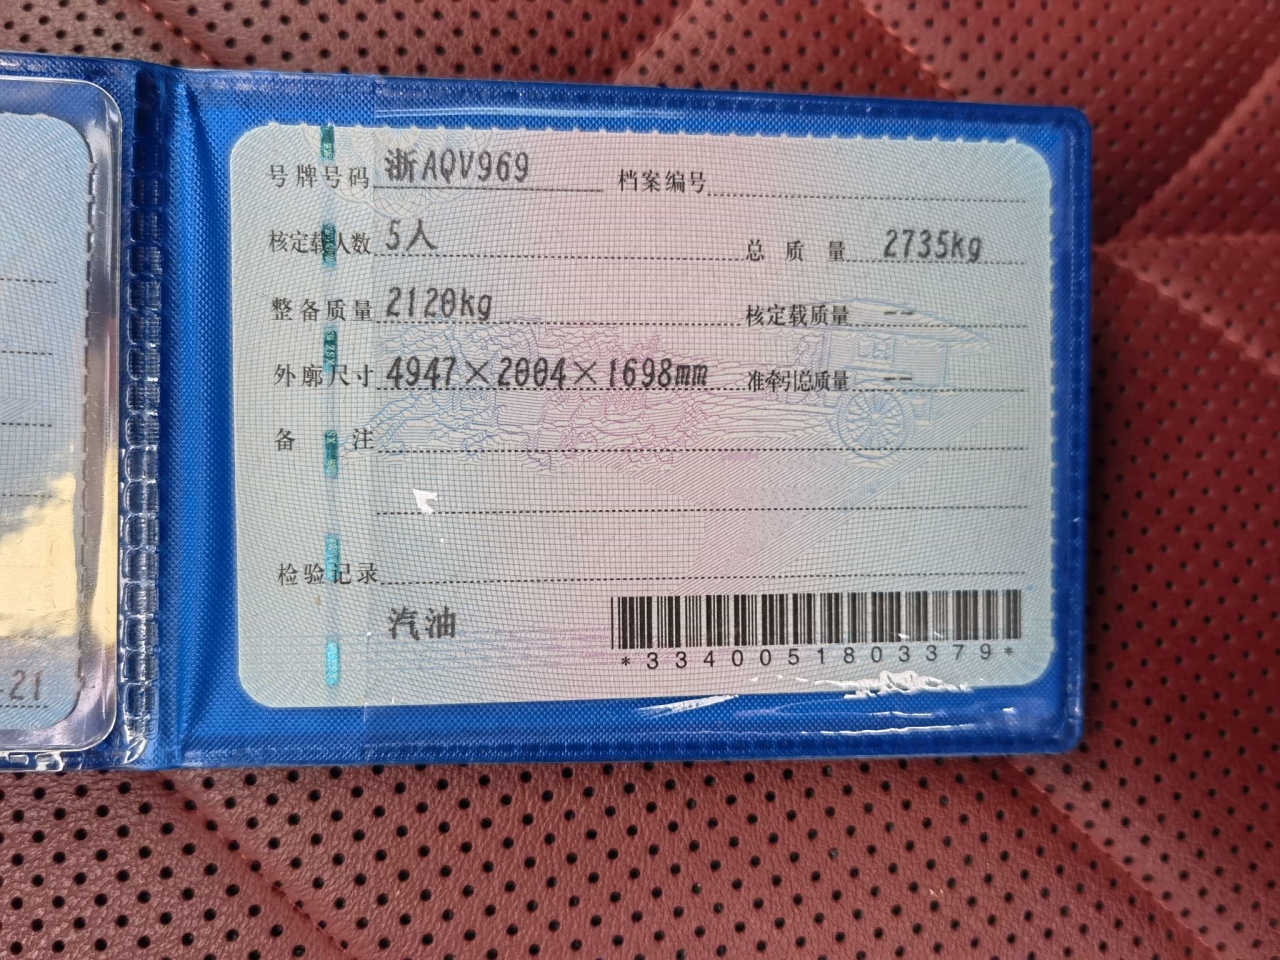 号牌号码 浙AQV969 档案编号
核定载人数 5人 总质量 2735kg
整备质量 2120kg 核定载质量 --
外廓尺寸 4947×2004×1698mm 准牵引总质量 --
备注
检验记录
汽油
*3340051803379*
-21